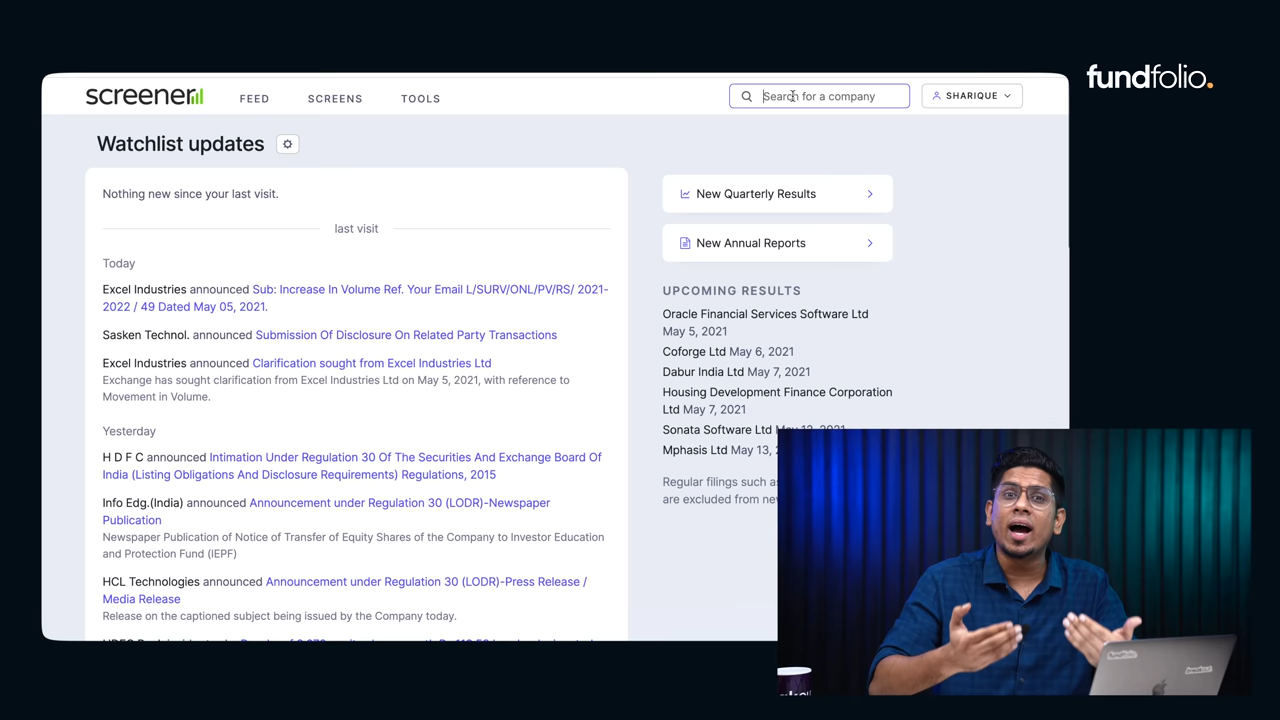 fundfolio.
screener
FEED
SCREENS
TOOLS
Search for a company
SHARIQUE
Watchlist updates
Nothing new since your last visit.
last visit
Today
Excel Industries announced Sub: Increase In Volume Ref. Your Email L/SURV/ONL/PV/RS/ 2021-
2022 / 49 Dated May 05, 2021.
Sasken Technol. announced Submission Of Disclosure On Related Party Transactions
Excel Industries announced Clarification sought from Excel Industries Ltd
Exchange has sought clarification from Excel Industries Ltd on May 5, 2021, with reference to
Movement in Volume.
Yesterday
H D F C announced Intimation Under Regulation 30 Of The Securities And Exchange Board Of
India (Listing Obligations And Disclosure Requirements) Regulations, 2015
Info Edg.(India) announced Announcement under Regulation 30 (LODR)-Newspaper
Publication
Newspaper Publication of Notice of Transfer of Equity Shares of the Company to Investor Education
and Protection Fund (IEPF)
HCL Technologies announced Announcement under Regulation 30 (LODR)-Press Release /
Media Release
Release on the captioned subject being issued by the Company today.
New Quarterly Results
New Annual Reports
UPCOMING RESULTS
Oracle Financial Services Software Ltd
May 5, 2021
Coforge Ltd May 6, 2021
Dabur India Ltd May 7, 2021
Housing Development Finance Corporation
Ltd May 7, 2021
Sonata Software Ltd May 12, 2021
Mphasis Ltd May 13, 2
Regular filings such as
are excluded from
fundfolio.